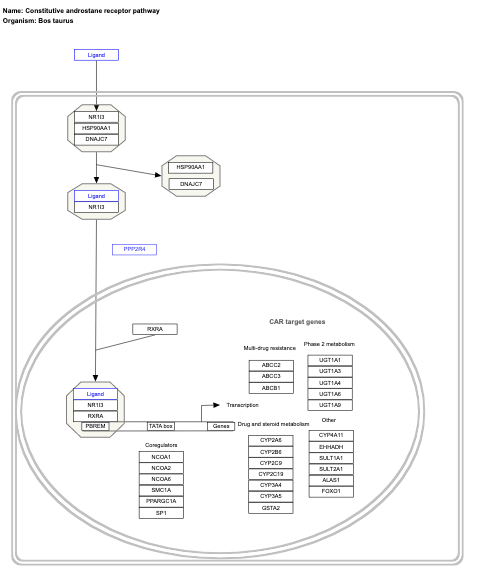 Name: Constitutive androstane receptor pathway
Organism: Bos taurus
Ligand
NR1I3
HSP90AA1
DNAJC7
HSP90AA1
DNAJC7
Ligand
NR1I3
PPP2R4
CAR target genes
RXRA
Multi-drug resistance
ABCC2
ABCC3
ABCB1
Phase 2 metabolism
UGT1A1
UGT1A3
UGT1A4
UGT1A6
UGT1A9
Ligand
NR1I3
RXRA
PBREM
TATA box
Genes
Transcription
Drug and steroid metabolism
CYP2A6
CYP2B6
CYP2C9
CYP2C19
CYP3A4
CYP3A5
GSTA2
Other
CYP4A11
EHHADH
SULT1A1
SULT2A1
ALAS1
FOXO1
Coregulators
NCOA1
NCOA2
NCOA6
SMC1A
PPARGC1A
SP1